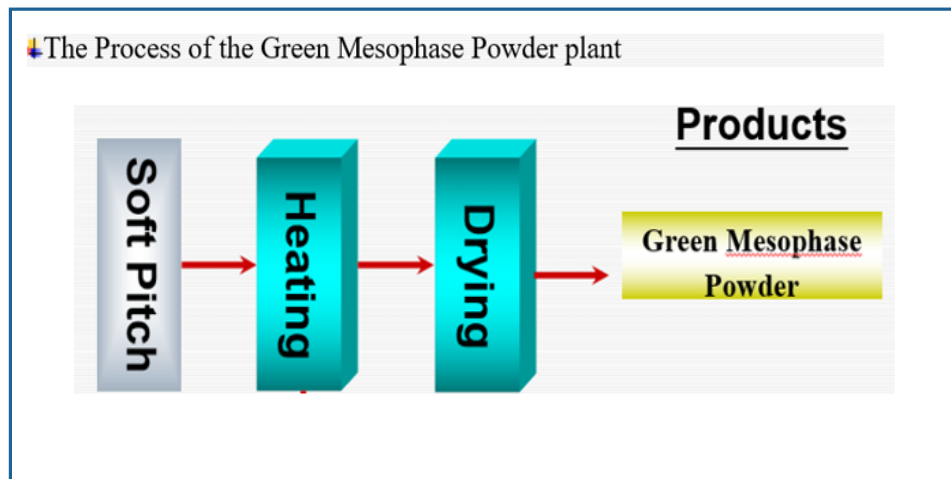 The Process of the Green Mesophase Powder plant
Products
Soft Pitch
Heating
Drying
Green Mesophase
Powder